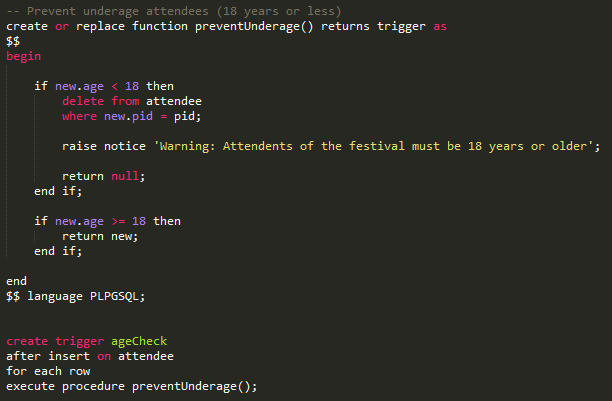 -- Prevent underage attendees (18 years or less)
create or replace function preventUnderage() returns trigger as
$$
begin
if new.age < 18 then
delete from attendee
where new.pid = pid;
raise notice 'Warning: Attendents of the festival must be 18 years or older';
return null;
end if;
if new.age >= 18 then
return new;
end if;
end
$$ language PLPGSQL;
create trigger ageCheck
after insert on attendee
for each row
execute procedure preventUnderage();